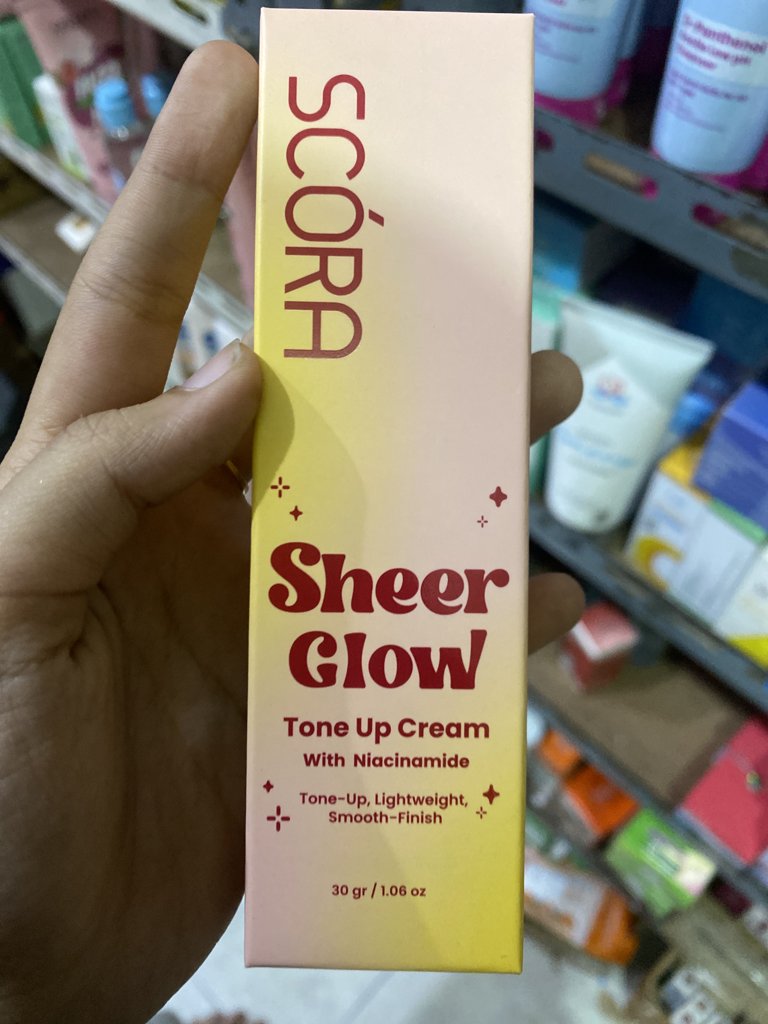 SCÓRA
Sheer
Glow
Tone Up Cream
With Niacinamide
Tone-Up, Lightweight,
Smooth-Finish
30 gr / 1.06 oz